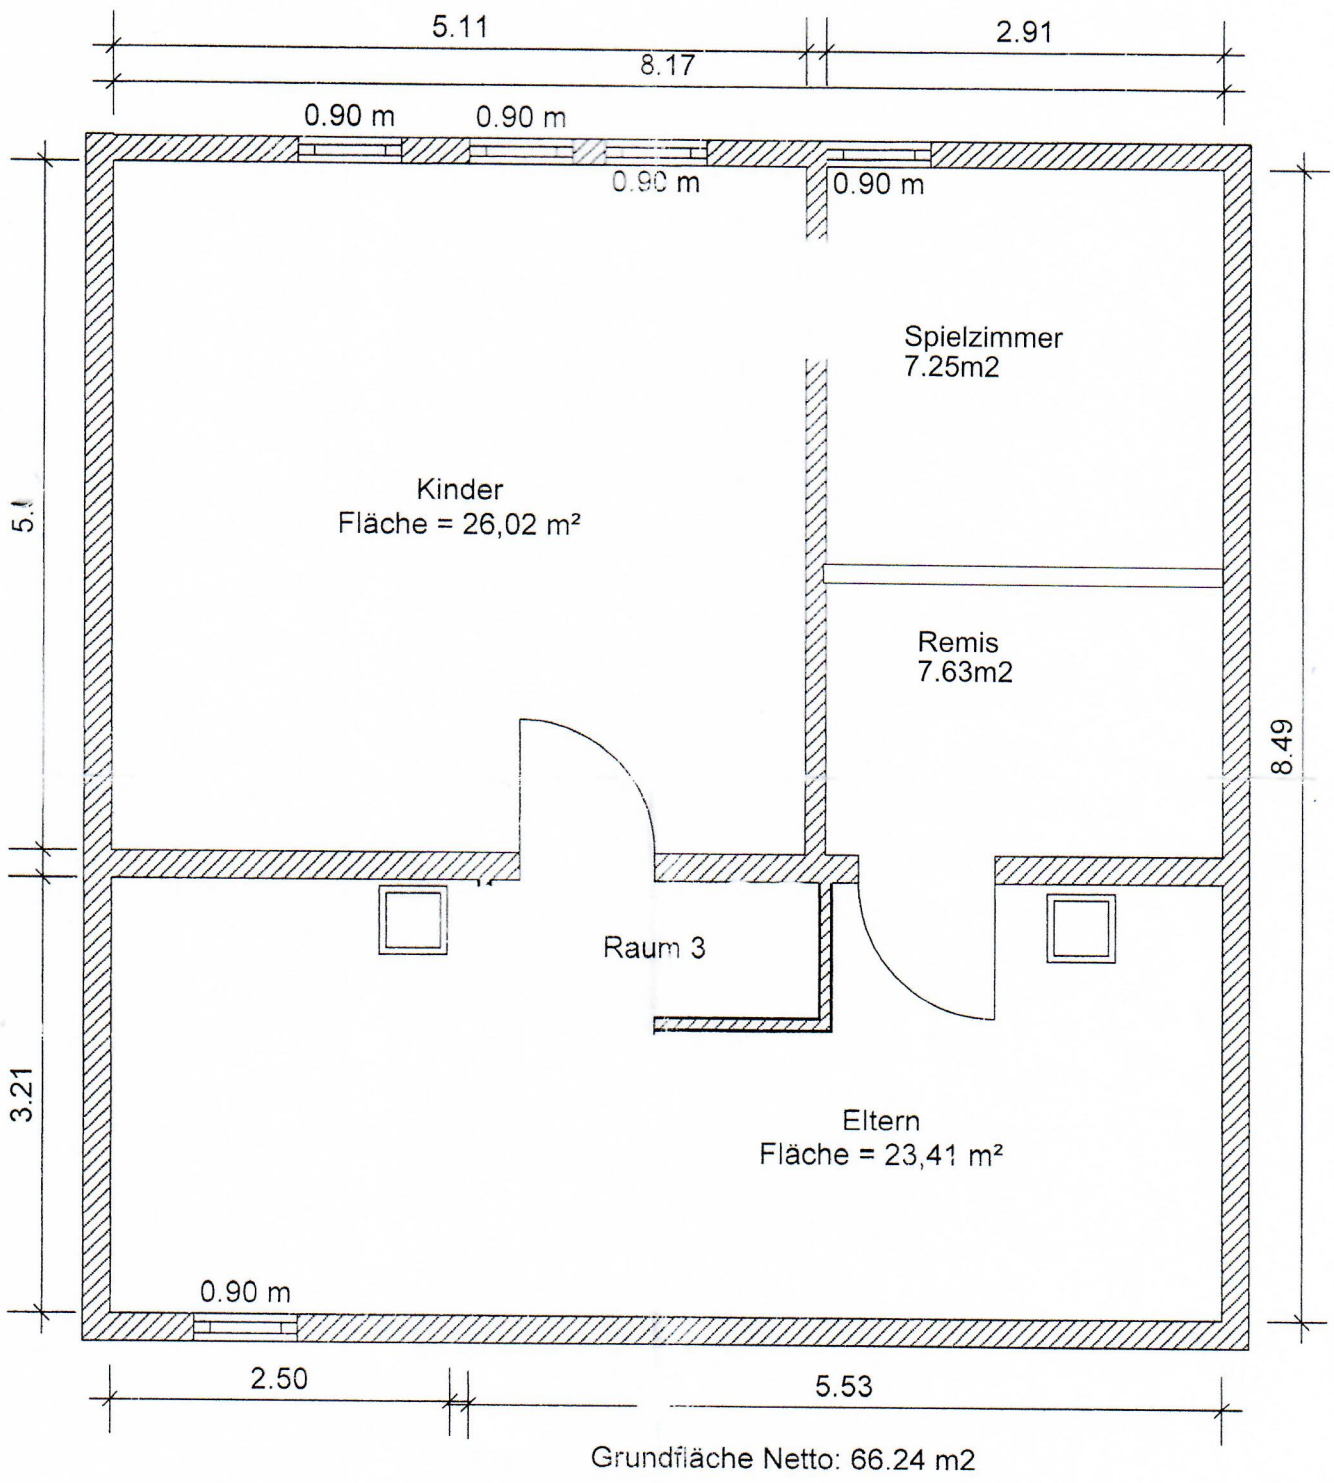 5.11
2.91
8.17
0.90 m
0.90 m
0.90 m
0.90 m
Spielzimmer
7.25m2
Kinder
Fläche = 26,02 m²
Remis
7.63m2
8.49
Raum 3
3.21
Eltern
Fläche = 23,41 m²
0.90 m
2.50
5.53
Grundfläche Netto: 66.24 m2